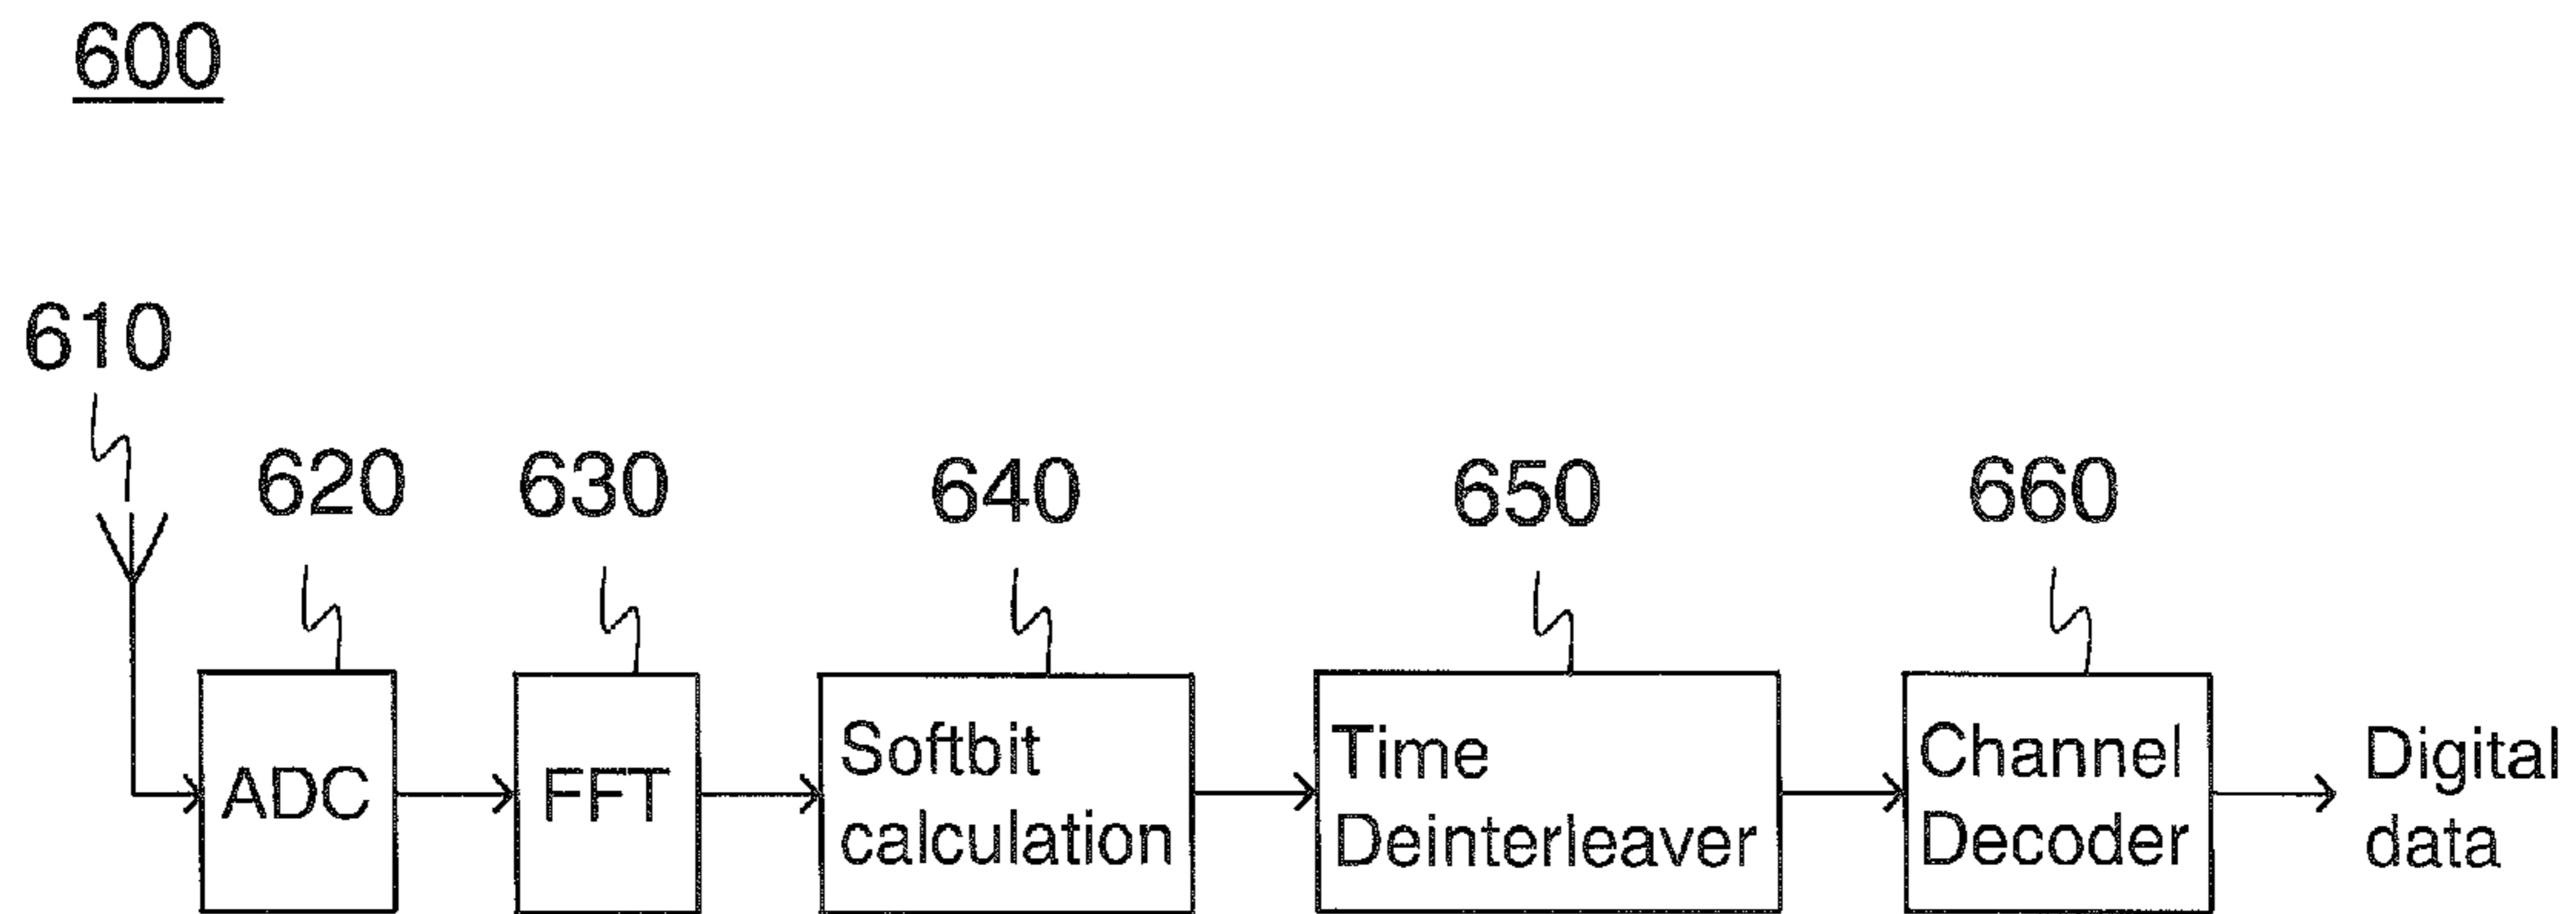 600
610
620
630
640
650
660
ADC
FFT
Softbit
calculation
Time
Deinterleaver
Channel
Decoder
Digital
data